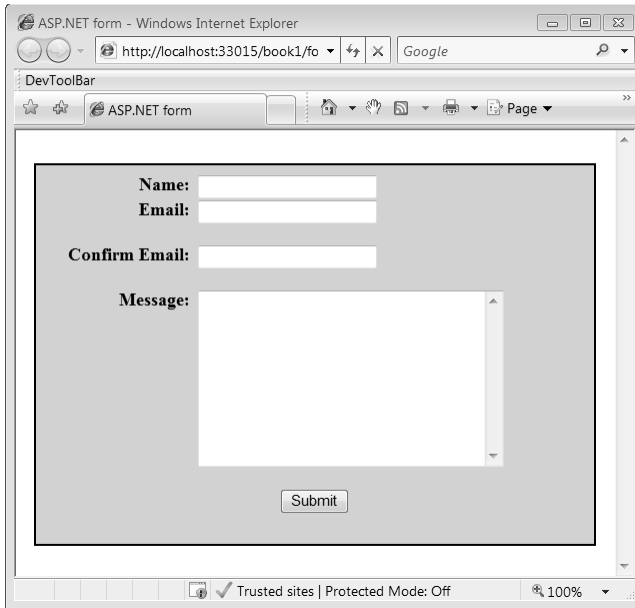 ASP.NET form - Windows Internet Explorer
http://localhost:33015/book1/fo
Google
DevToolBar
ASP.NET form
Page
Name:
Email:
Confirm Email:
Message:
Submit
Trusted sites | Protected Mode: Off
100%